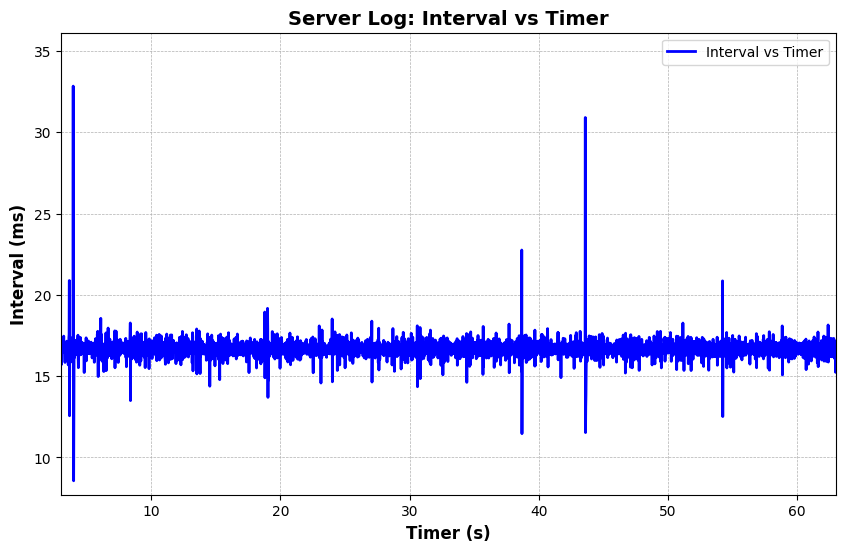 Server Log: Interval vs Timer
Interval vs Timer
Interval (ms)
35
30
25
20
15
10
10 20 30 40 50 60
Timer (s)